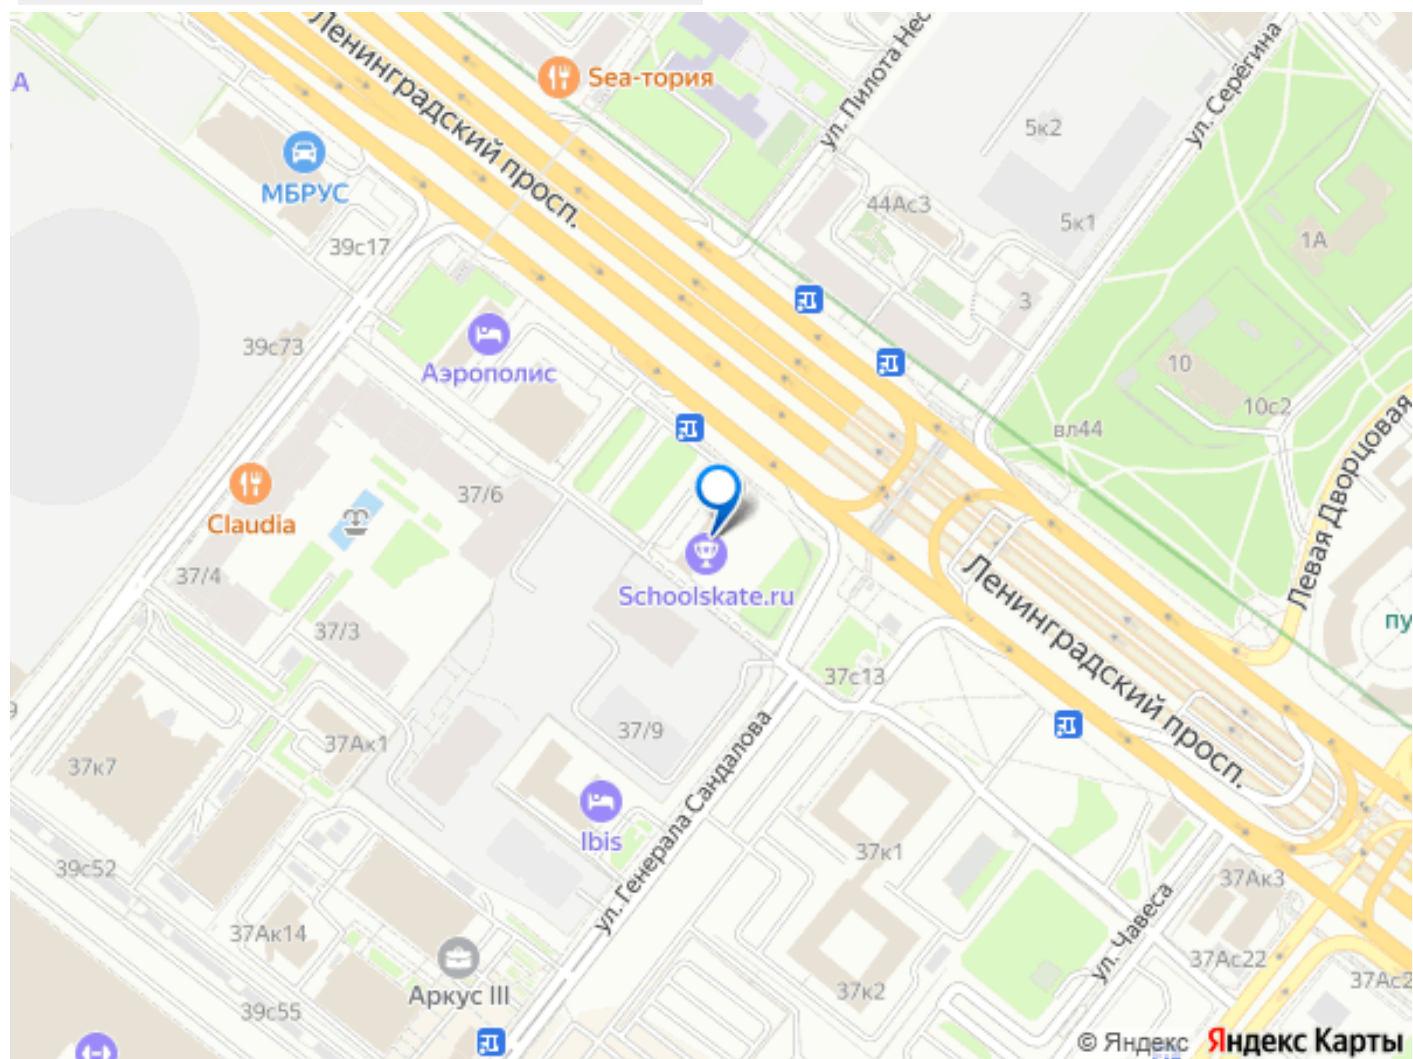 Ленинградский просп.
Sea-тория
ул. Пилота Нес
ул. Серёгина
А
5к2
МБРУС
44Ас3
5к1
1А
39с17
3
39с73
Аэрополис
10
10с2
вл44
Левая Дворцовая
37/6
Claudia
37/4
Schoolskate.ru
Ленинградский просп.
37/3
пу
37с13
9
37Ак1
37/9
37к7
ул. Генерала Сандалова
Ibis
37к1
39с52
37Ак3
ул. Чавеса
37Ак14
37Ас22
37Ас2
Аркус III
37к2
39с55
© Яндекс Яндекс Карты